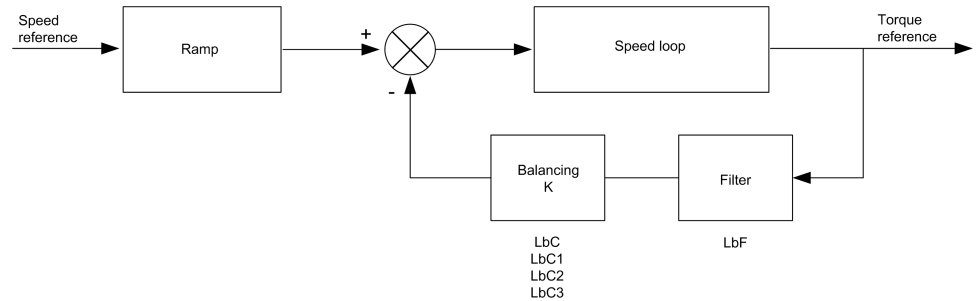 Speed
reference
Ramp
+
-
Speed loop
Torque
reference
Balancing
K
Filter
LbC
LbC1
LbC2
LbC3
LbF